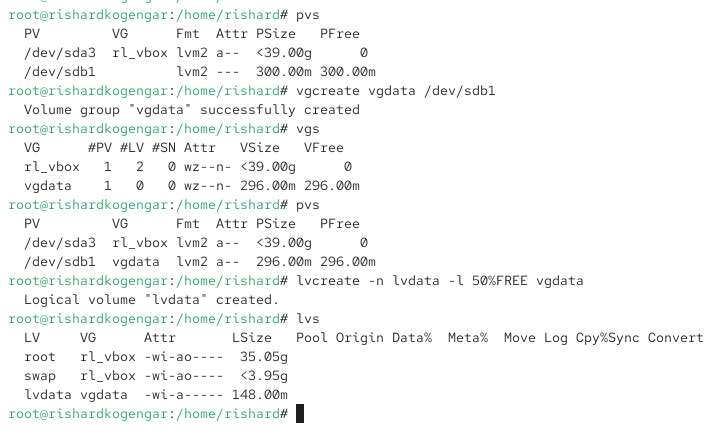 root@rishardkogengar:/home/rishard# pvs
  PV         VG      Fmt  Attr PSize   PFree
  /dev/sda3  rl_vbox lvm2 a--  <39.00g      0
  /dev/sdb1          lvm2 ---  300.00m 300.00m
root@rishardkogengar:/home/rishard# vgcreate vgdata /dev/sdb1
  Volume group "vgdata" successfully created
root@rishardkogengar:/home/rishard# vgs
  VG      #PV #LV #SN Attr   VSize   VFree
  rl_vbox   1   2   0 wz--n- <39.00g      0
  vgdata    1   0   0 wz--n- 296.00m 296.00m
root@rishardkogengar:/home/rishard# pvs
  PV         VG      Fmt  Attr PSize   PFree
  /dev/sda3  rl_vbox lvm2 a--  <39.00g      0
  /dev/sdb1  vgdata  lvm2 a--  296.00m 296.00m
root@rishardkogengar:/home/rishard# lvcreate -n lvdata -l 50%FREE vgdata
  Logical volume "lvdata" created.
root@rishardkogengar:/home/rishard# lvs
  LV     VG      Attr       LSize   Pool Origin Data%  Meta%  Move Log Cpy%Sync Convert
  root   rl_vbox -wi-ao----  35.05g
  swap   rl_vbox -wi-ao----  <3.95g
  lvdata vgdata  -wi-a----- 148.00m
root@rishardkogengar:/home/rishard#